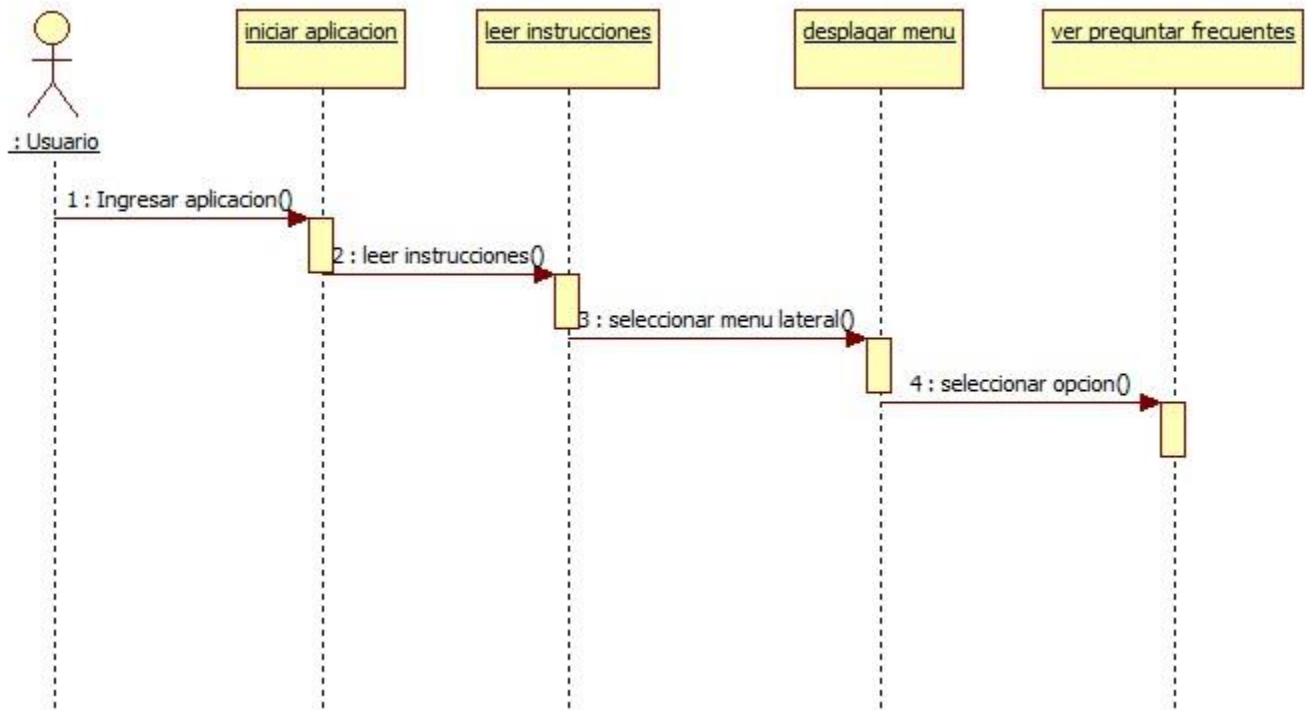 iniciar aplicacion
leer instrucciones
desplagar menu
ver preguntar frecuentes
: Usuario
1 : Ingresar aplicacion()
2 : leer instrucciones()
3 : seleccionar menu lateral()
4 : seleccionar opcion()